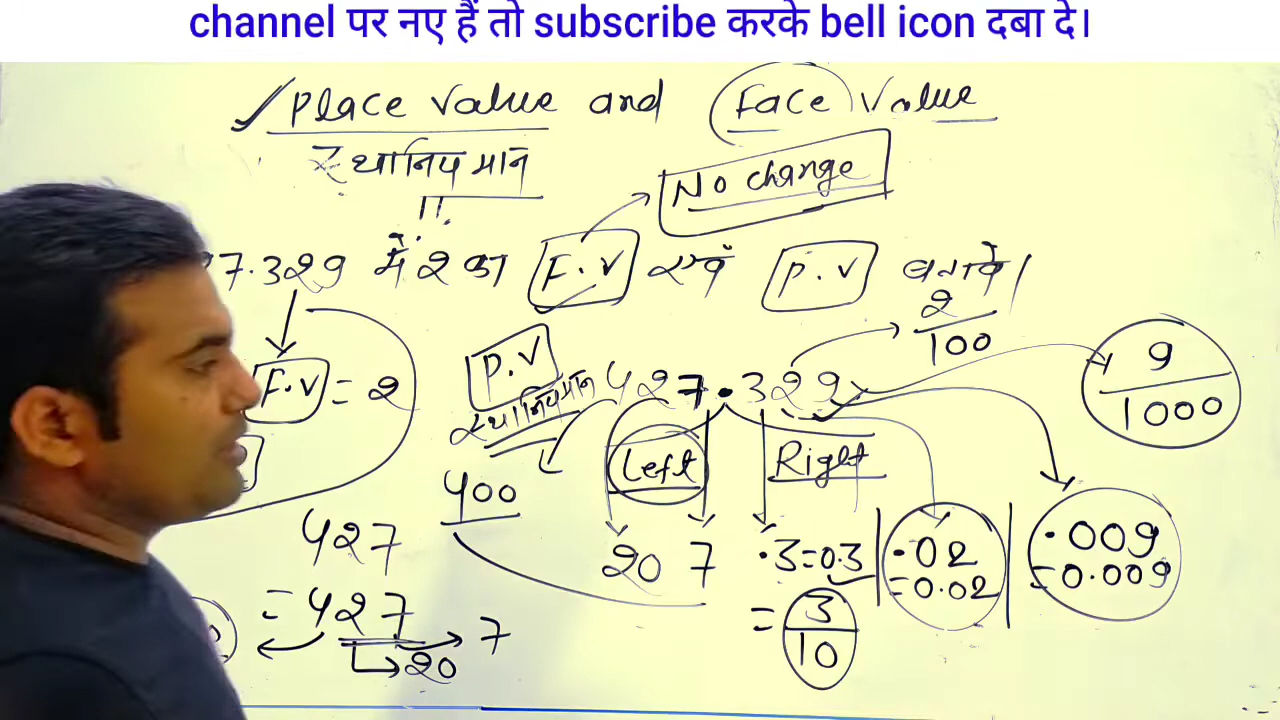 channel पर नए हैं तो subscribe करके bell icon दबा दे।
Place Value and Face Value
स्थानिय मान
No change
7.329 में 2 का F.V एवं P.V बतावें।
2/100
F.V = 2
P.V
स्थानिय मान
427.329
9/1000
Left
Right
400
20 7 .3=0.3 | .02 | .009
=0.02 =0.009
= 3/10
427
= 427
20
7